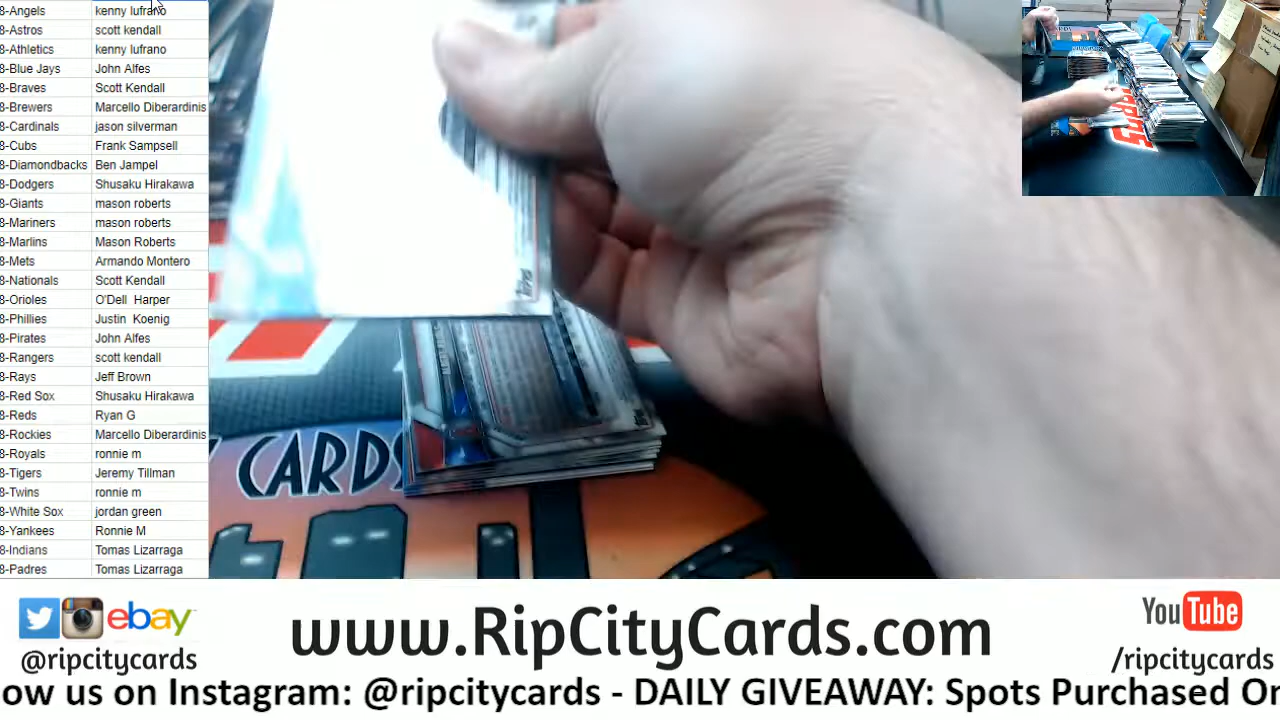 8-Angels kenny lufrano
8-Astros scott kendall
8-Athletics kenny lufrano
8-Blue Jays John Alfes
8-Braves Scott Kendall
8-Brewers Marcello Diberardinis
8-Cardinals jason silverman
8-Cubs Frank Sampsell
8-Diamondbacks Ben Jampel
8-Dodgers Shusaku Hirakawa
8-Giants mason roberts
8-Mariners mason roberts
8-Marlins Mason Roberts
8-Mets Armando Montero
8-Nationals Scott Kendall
8-Orioles O'Dell Harper
8-Phillies Justin Koenig
8-Pirates John Alfes
8-Rangers scott kendall
8-Rays Jeff Brown
8-Red Sox Shusaku Hirakawa
8-Reds Ryan G
8-Rockies Marcello Diberardinis
8-Royals ronnie m
8-Tigers Jeremy Tillman
8-Twins ronnie m
8-White Sox jordan green
8-Yankees Ronnie M
8-Indians Tomas Lizarraga
8-Padres Tomas Lizarraga
CARDS
ebay
@ripcitycards
www.RipCityCards.com
YouTube
/ripcitycards
ow us on Instagram: @ripcitycards - DAILY GIVEAWAY: Spots Purchased On